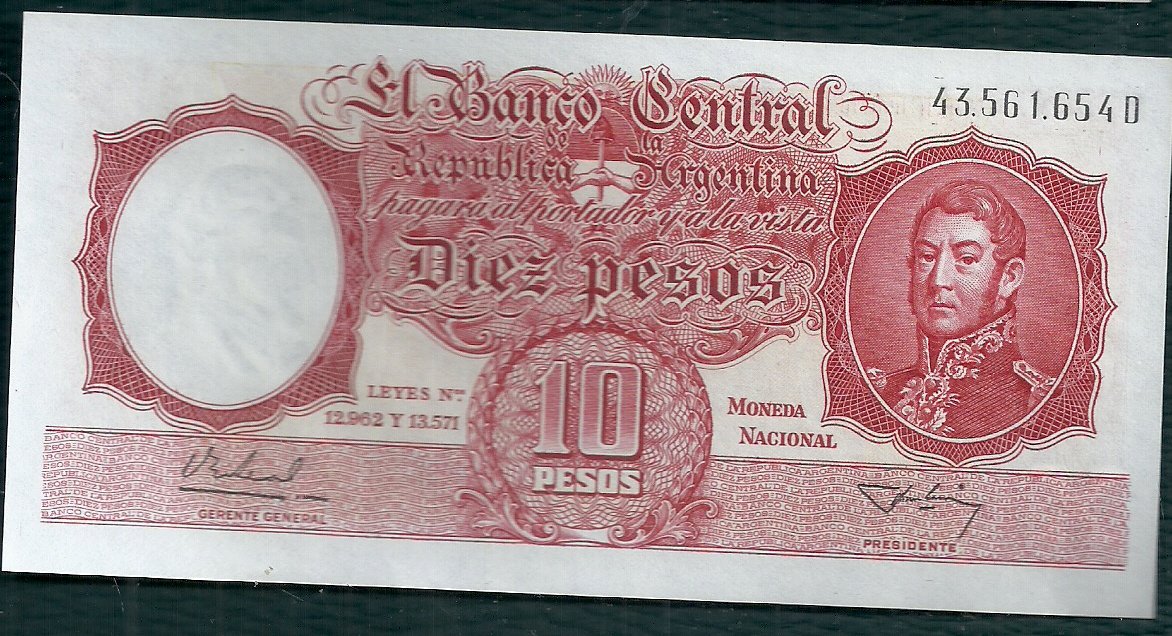 El Banco Central
de la
República Argentina
pagará al portador y a la vista
Diez pesos
43.561.654 D
LEYES Nos.
12.962 Y 13.571
10
PESOS
MONEDA
NACIONAL
GERENTE GENERAL
PRESIDENTE